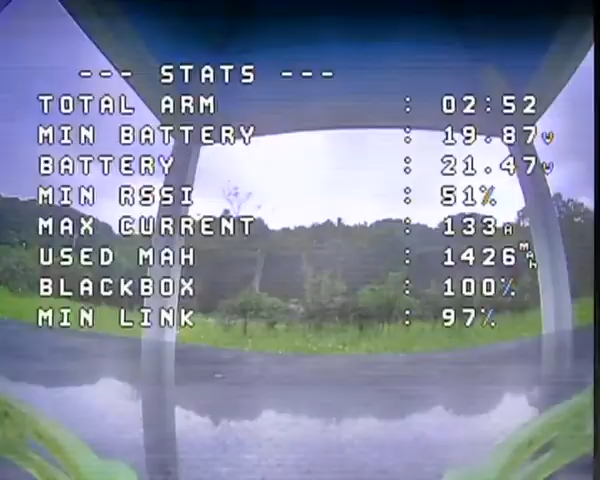 --- STATS ---
TOTAL ARM : 02:52
MIN BATTERY : 19.87V
BATTERY : 21.47V
MIN RSSI : 51%
MAX CURRENT : 133A
USED MAH : 1426mAh
BLACKBOX : 100%
MIN LINK : 97%